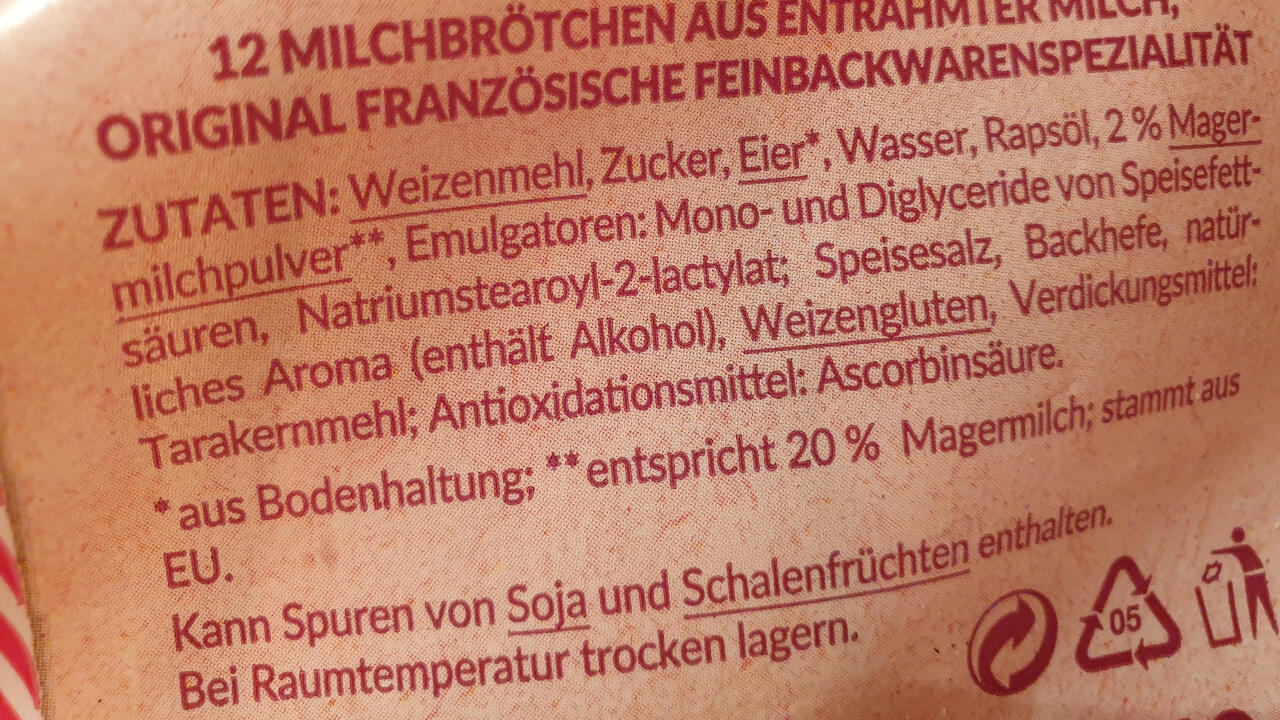 12 MILCHBRÖTCHEN AUS ENTRAHMTER MILCH,
ORIGINAL FRANZÖSISCHE FEINBACKWARENSPEZIALITÄT
ZUTATEN: Weizenmehl, Zucker, Eier*, Wasser, Rapsöl, 2 % Mager-
milchpulver**, Emulgatoren: Mono- und Diglyceride von Speisefett-
säuren, Natriumstearoyl-2-lactylat; Speisesalz, Backhefe, natür-
liches Aroma (enthält Alkohol), Weizengluten, Verdickungsmittel:
Tarakernmehl; Antioxidationsmittel: Ascorbinsäure.
* aus Bodenhaltung; ** entspricht 20 % Magermilch; stammt aus
EU.
Kann Spuren von Soja und Schalenfrüchten enthalten.
Bei Raumtemperatur trocken lagern.
05